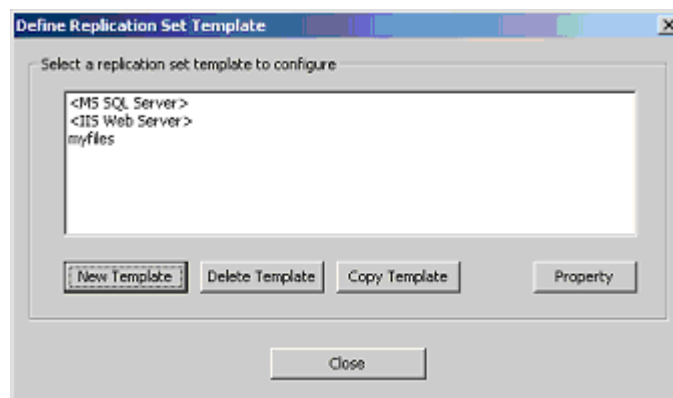 Define Replication Set Template
Select a replication set template to configure
<MS SQL Server>
<IIS Web Server>
myfiles
New Template Delete Template Copy Template Property
Close